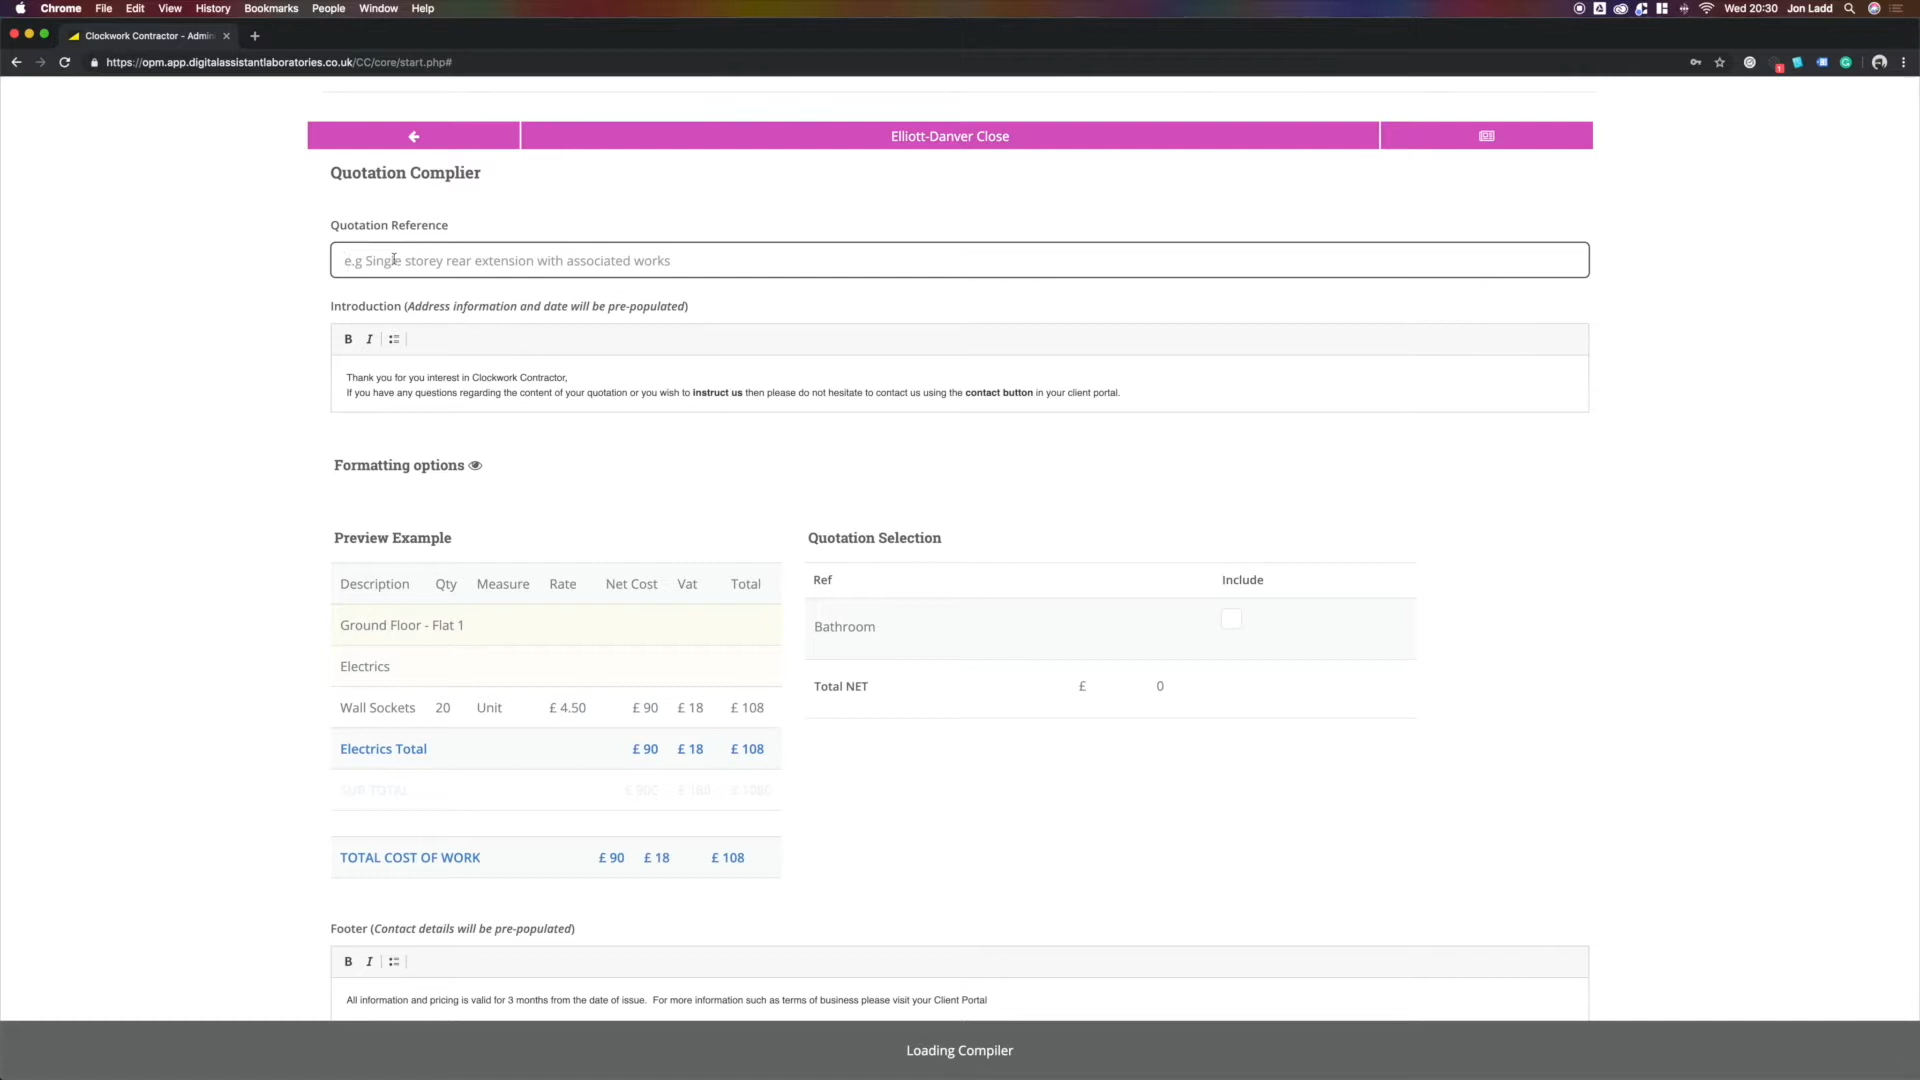 Chrome File Edit View History Bookmarks People Window Help Wed 20:30 Jon Ladd
Clockwork Contractor - Admin
https://opm.app.digitalassistantlaboratories.co.uk/CC/core/start.php#
1
Elliott-Danver Close
Quotation Complier
Quotation Reference
e.g Single storey rear extension with associated works
Introduction (Address information and date will be pre-populated)
B I
Thank you for you interest in Clockwork Contractor,
If you have any questions regarding the content of your quotation or you wish to instruct us then please do not hesitate to contact us using the contact button in your client portal.
Formatting options
Preview Example
Description Qty Measure Rate Net Cost Vat Total
Ground Floor - Flat 1
Electrics
Wall Sockets 20 Unit £ 4.50 £ 90 £ 18 £ 108
Electrics Total £ 90 £ 18 £ 108
SUB TOTAL £ 900 £ 180 £ 1080
TOTAL COST OF WORK £ 90 £ 18 £ 108
Quotation Selection
Ref Include
Bathroom
Total NET £ 0
Footer (Contact details will be pre-populated)
B I
All information and pricing is valid for 3 months from the date of issue. For more information such as terms of business please visit your Client Portal
Loading Compiler